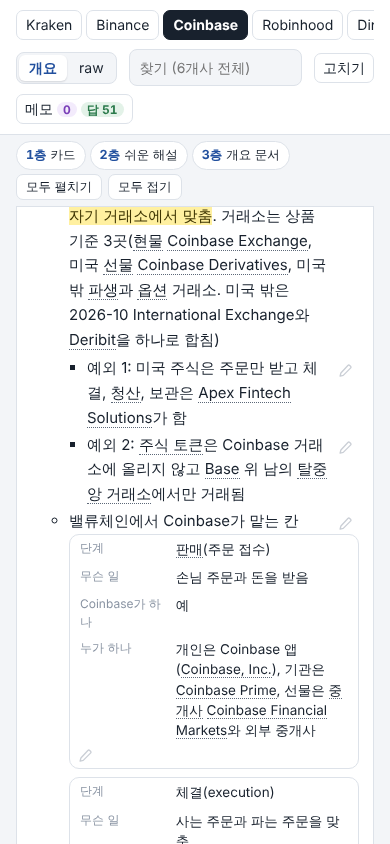 Kraken Binance Coinbase Robinhood
개요 raw 찾기 (6개사 전체) 고치기
메모 0 답 51
1층 카드 2층 쉬운 해설 3층 개요 문서
모두 펼치기 모두 접기
자기 거래소에서 맞춤. 거래소는 상품
기준 3곳(현물 Coinbase Exchange,
미국 선물 Coinbase Derivatives, 미국
밖 파생과 옵션 거래소. 미국 밖은
2026-10 International Exchange와
Deribit을 하나로 합침)
예외 1: 미국 주식은 주문만 받고 체
결, 청산, 보관은 Apex Fintech
Solutions가 함
예외 2: 주식 토큰은 Coinbase 거래
소에 올리지 않고 Base 위 남의 탈중
앙 거래소에서만 거래됨
밸류체인에서 Coinbase가 맡는 칸
단계 판매(주문 접수)
무슨 일 손님 주문과 돈을 받음
Coinbase가 하 예
나
누가 하나 개인은 Coinbase 앱
(Coinbase, Inc.), 기관은
Coinbase Prime, 선물은 중
개사 Coinbase Financial
Markets와 외부 중개사
단계 체결(execution)
무슨 일 사는 주문과 파는 주문을 맞
추